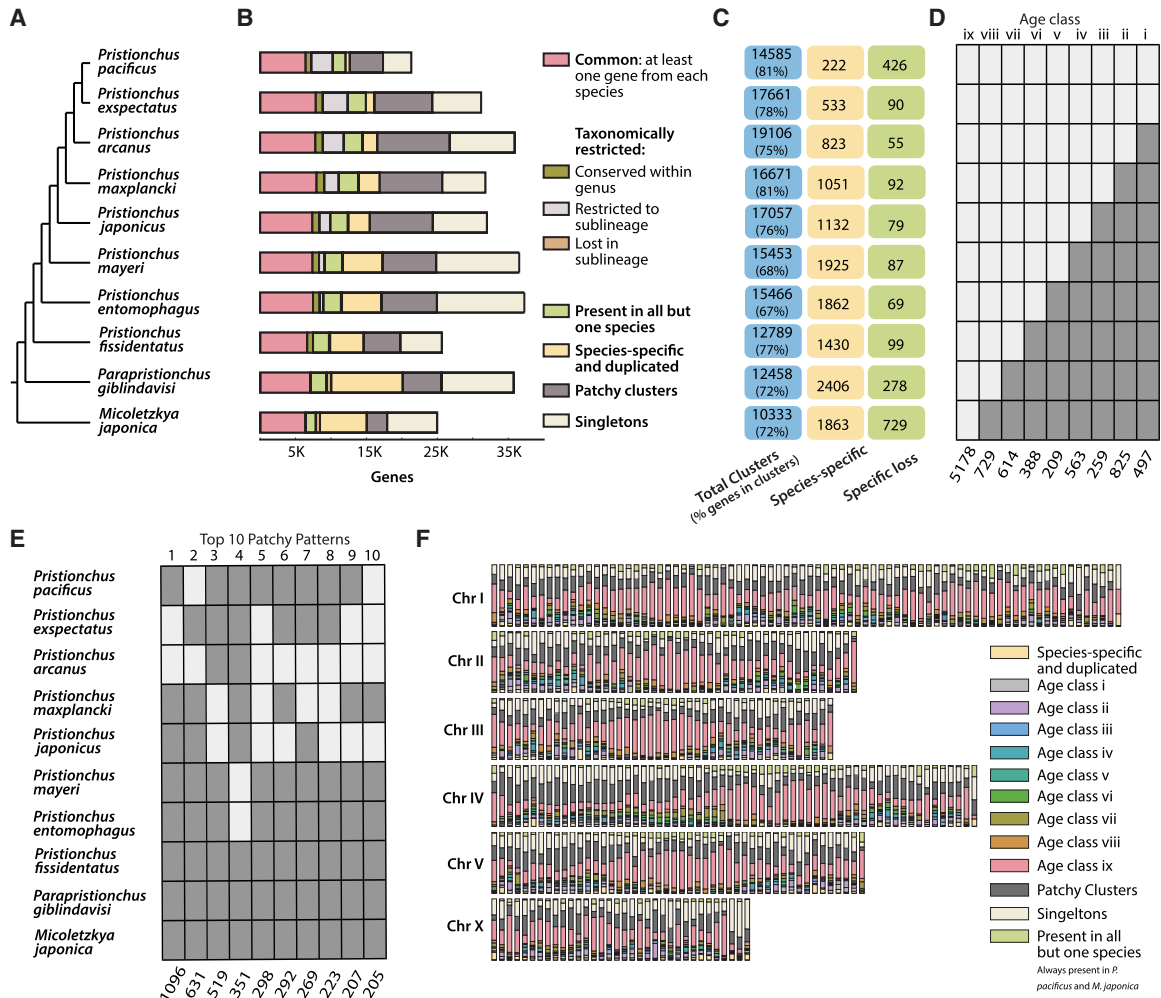 A
B
C
D
Pristionchus
pacificus
Pristionchus
exspectatus
Pristionchus
arcanus
Pristionchus
maxplancki
Pristionchus
japonicus
Pristionchus
mayeri
Pristionchus
entomophagus
Pristionchus
fissidentatus
Parapristionchus
giblindavisi
Micoletzkya
japonica
5K 15K 25K 35K
Genes
Common: at least
one gene from each
species
Taxonomically
restricted:
Conserved within
genus
Restricted to
sublineage
Lost in
sublineage
Present in all but
one species
Species-specific
and duplicated
Patchy clusters
Singletons
14585
(81%)
222 426
17661
(78%)
533 90
19106
(75%)
823 55
16671
(81%)
1051 92
17057
(76%)
1132 79
15453
(68%)
1925 87
15466
(67%)
1862 69
12789
(77%)
1430 99
12458
(72%)
2406 278
10333
(72%)
1863 729
Total Clusters
(% genes in clusters)
Species-specific
Specific loss
Age class
ix viii vii vi v iv iii ii i
5178 729 614 388 209 563 259 825 497
E
Top 10 Patchy Patterns
1 2 3 4 5 6 7 8 9 10
Pristionchus
pacificus
Pristionchus
exspectatus
Pristionchus
arcanus
Pristionchus
maxplancki
Pristionchus
japonicus
Pristionchus
mayeri
Pristionchus
entomophagus
Pristionchus
fissidentatus
Parapristionchus
giblindavisi
Micoletzkya
japonica
1096 631 519 351 298 292 269 223 207 205
F
Chr I
Chr II
Chr III
Chr IV
Chr V
Chr X
Species-specific
and duplicated
Age class i
Age class ii
Age class iii
Age class iv
Age class v
Age class vi
Age class vii
Age class viii
Age class ix
Patchy Clusters
Singeltons
Present in all
but one species
Always present in P.
pacificus and M. japonica